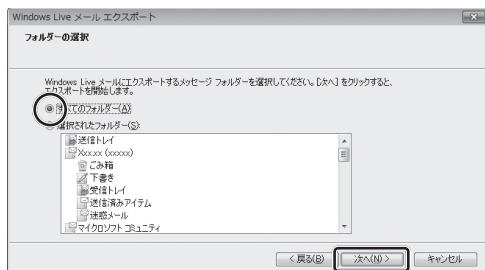 Windows Live メール エクスポート
フォルダーの選択
Windows Live メールにエクスポートするメッセージ フォルダーを選択してください。[次へ] をクリックすると、
エクスポートを開始します。
すべてのフォルダー(A):
選択されたフォルダー(S):
送信トレイ
Xxx.xx (xxxxx)
ごみ箱
下書き
受信トレイ
送信済みアイテム
迷惑メール
マイクロソフト コミュニティ
< 戻る(B)
次へ(N) >
キャンセル